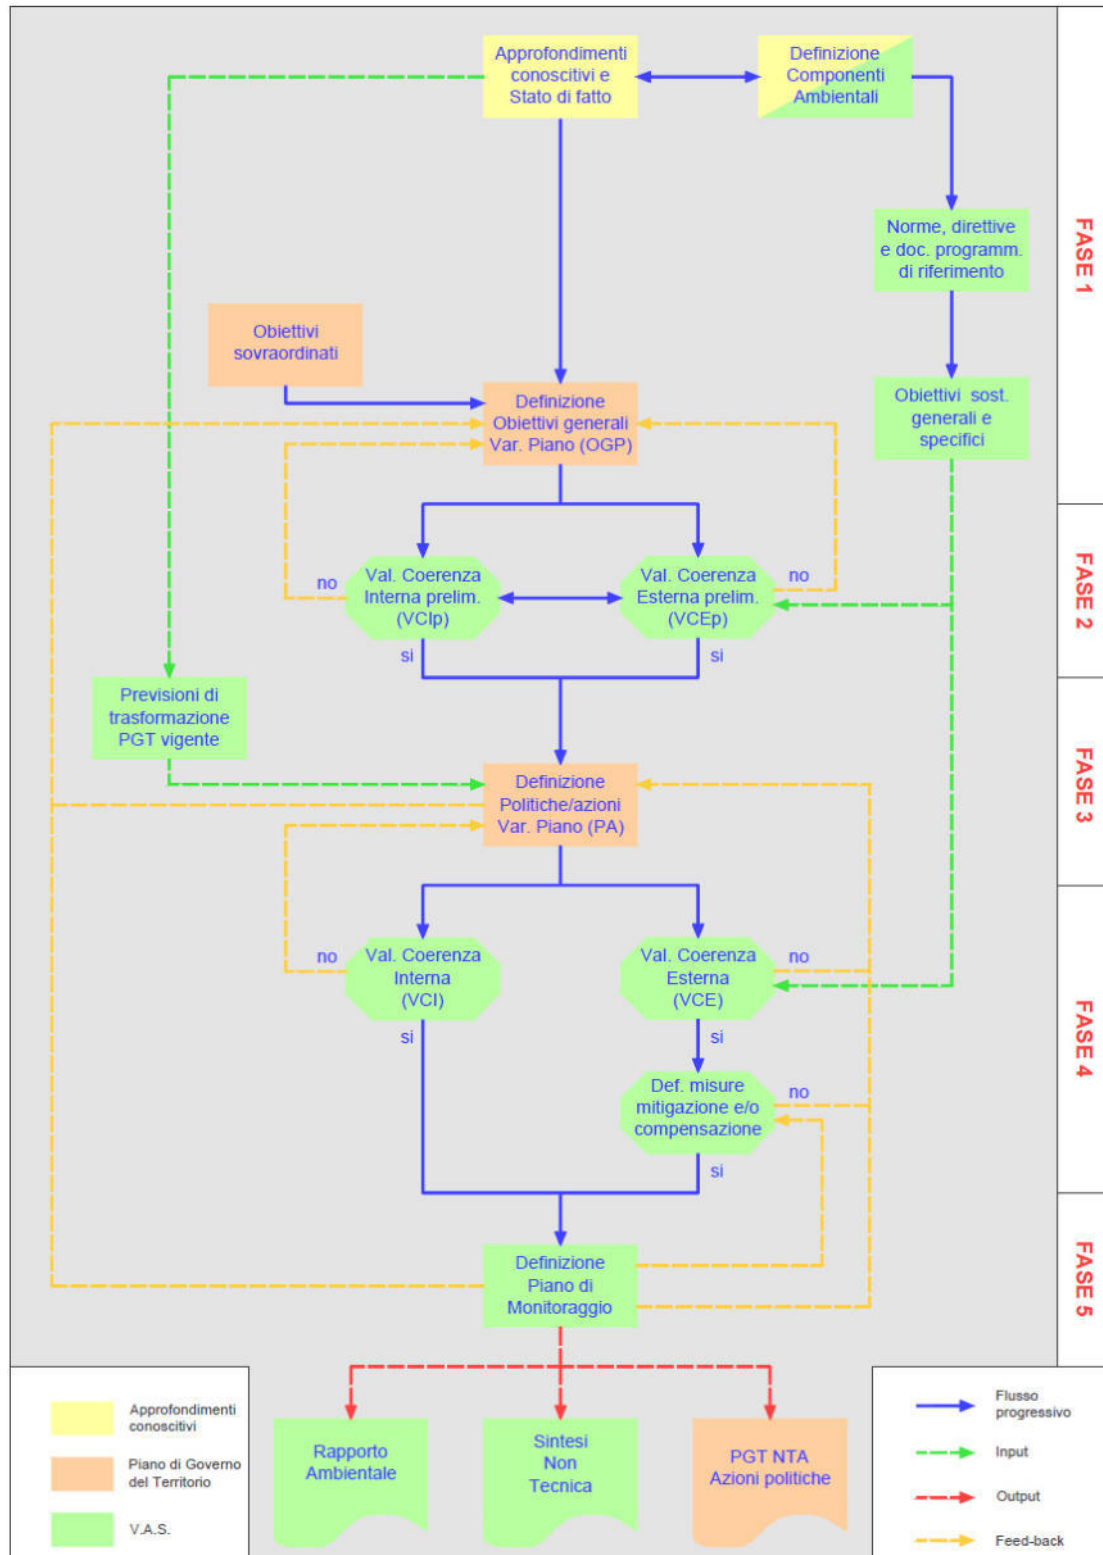 Approfondimenti
conoscitivi e
Stato di fatto
Definizione
Componenti
Ambientali
FASE 1
Norme, direttive
e doc. programm.
di riferimento
Obiettivi
sovraordinati
Definizione
Obiettivi generali
Var. Piano (OGP)
Obiettivi sost.
generali e
specifici
FASE 2
no
Val. Coerenza
Interna prelim.
(VCIp)
si
Val. Coerenza
Esterna prelim.
(VCEp)
no
si
Previsioni di
trasformazione
PGT vigente
FASE 3
Definizione
Politiche/azioni
Var. Piano (PA)
FASE 4
no
Val. Coerenza
Interna
(VCI)
si
Val. Coerenza
Esterna
(VCE)
no
si
Def. misure
mitigazione e/o
compensazione
no
si
FASE 5
Definizione
Piano di
Monitoraggio
Rapporto
Ambientale
Sintesi
Non
Tecnica
PGT NTA
Azioni politiche
Approfondimenti
conoscitivi
Piano di Governo
del Territorio
V.A.S.
Flusso
progressivo
Input
Output
Feed-back